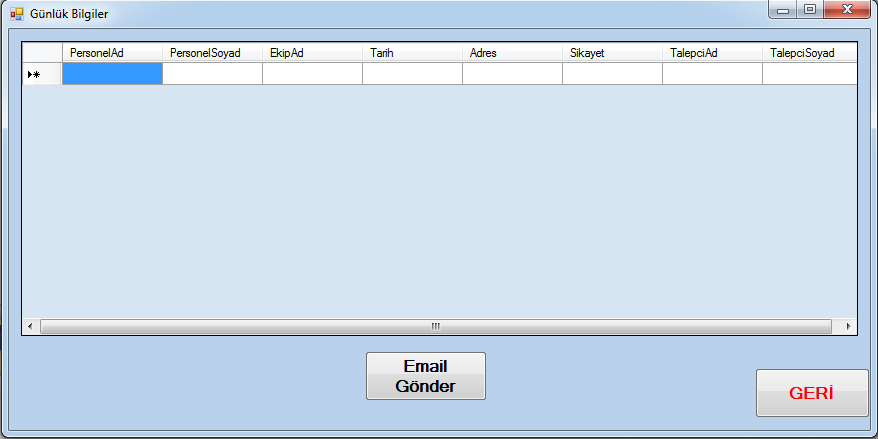 Günlük Bilgiler
PersonelAd PersonelSoyad EkipAd Tarih Adres Sikayet TalepciAd TalepciSoyad
Email
Gönder
GERİ